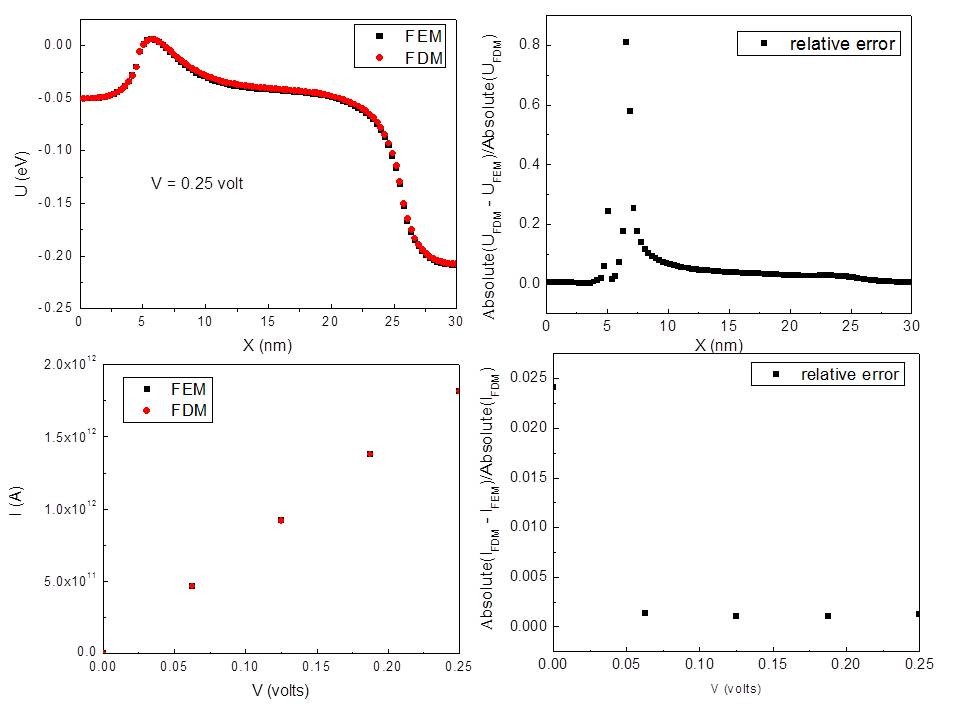 0.00
-0.05
-0.10
-0.15
-0.20
-0.25
U (eV)
FEM
FDM
V = 0.25 volt
0 5 10 15 20 25 30
X (nm)
0.8
0.6
0.4
0.2
0.0
Absolute(U_FDM - U_FEM)/Absolute(U_FDM)
relative error
0 5 10 15 20 25 30
X (nm)
2.0x10^12
1.5x10^12
1.0x10^12
5.0x10^11
0.0
I (A)
FEM
FDM
0.00 0.05 0.10 0.15 0.20 0.25
V (volts)
0.025
0.020
0.015
0.010
0.005
0.000
Absolute(I_FDM - I_FEM)/Absolute(I_FDM)
relative error
0.00 0.05 0.10 0.15 0.20 0.25
V (volts)